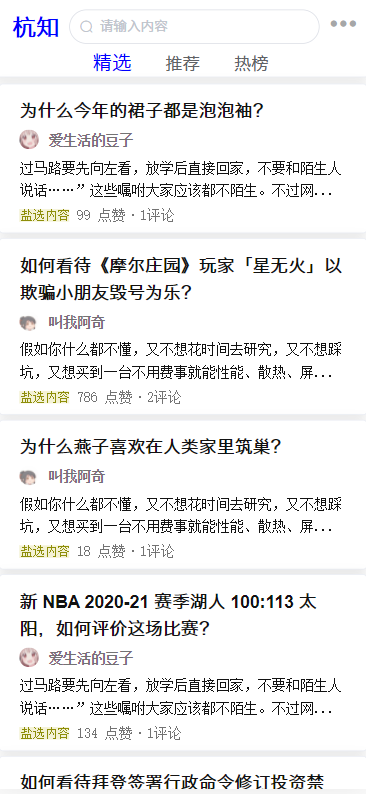 杭知 请输入内容
精选 推荐 热榜
为什么今年的裙子都是泡泡袖？
爱生活的豆子
过马路要先向左看，放学后直接回家，不要和陌生人
说话……”这些嘱咐大家应该都不陌生。不过网...
盐选内容 99 点赞 · 1评论
如何看待《摩尔庄园》玩家「星无火」以
欺骗小朋友毁号为乐？
叫我阿奇
假如你什么都不懂，又不想花时间去研究，又不想踩
坑，又想买到一台不用费事就能性能、散热、屏...
盐选内容 786 点赞 · 2评论
为什么燕子喜欢在人类家里筑巢？
叫我阿奇
假如你什么都不懂，又不想花时间去研究，又不想踩
坑，又想买到一台不用费事就能性能、散热、屏...
盐选内容 18 点赞 · 1评论
新 NBA 2020-21 赛季湖人 100:113 太
阳，如何评价这场比赛？
爱生活的豆子
过马路要先向左看，放学后直接回家，不要和陌生人
说话……”这些嘱咐大家应该都不陌生。不过网...
盐选内容 134 点赞 · 1评论
如何看待拜登签署行政命令修订投资禁